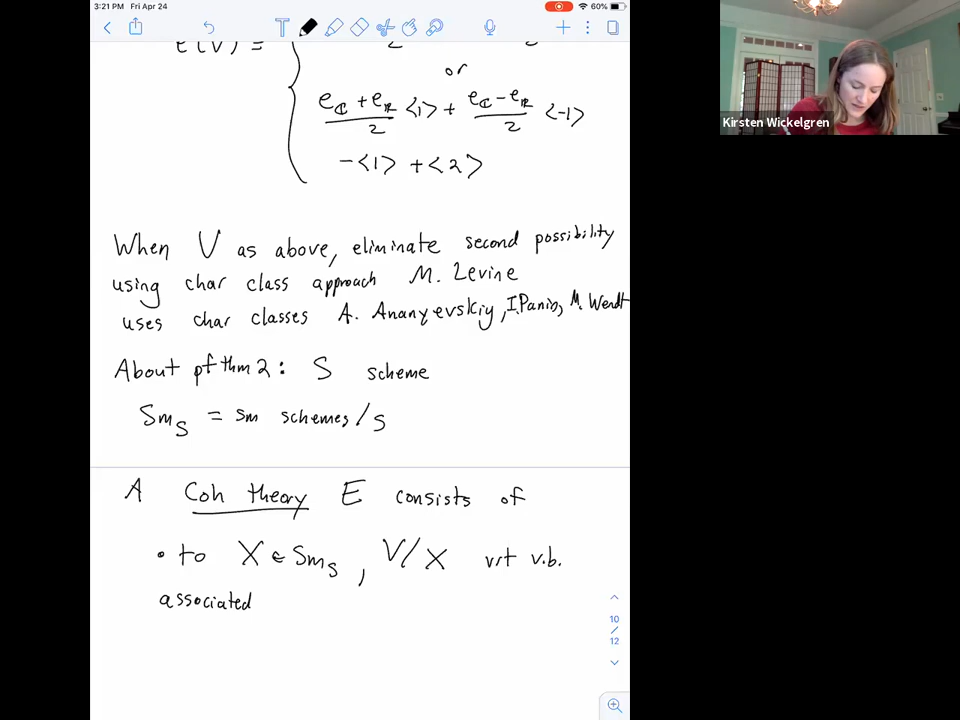 3:21 PM Fri Apr 24
60%
Kirsten Wickelgren
e(V) =
or
e_ℂ + e_ℝ / 2 <1> + e_ℂ - e_ℝ / 2 <-1>
- <1> + <2>
When V as above, eliminate second possibility
using char class approach M. Levine
uses char classes A. Ananyevskiy, I. Panin, M. Wendt
About pf thm 2: S scheme
Sm_S = sm schemes/S
A Coh theory E consists of
• to X ∈ Sm_S, V/X vrt v.b.
associated
10
/
12